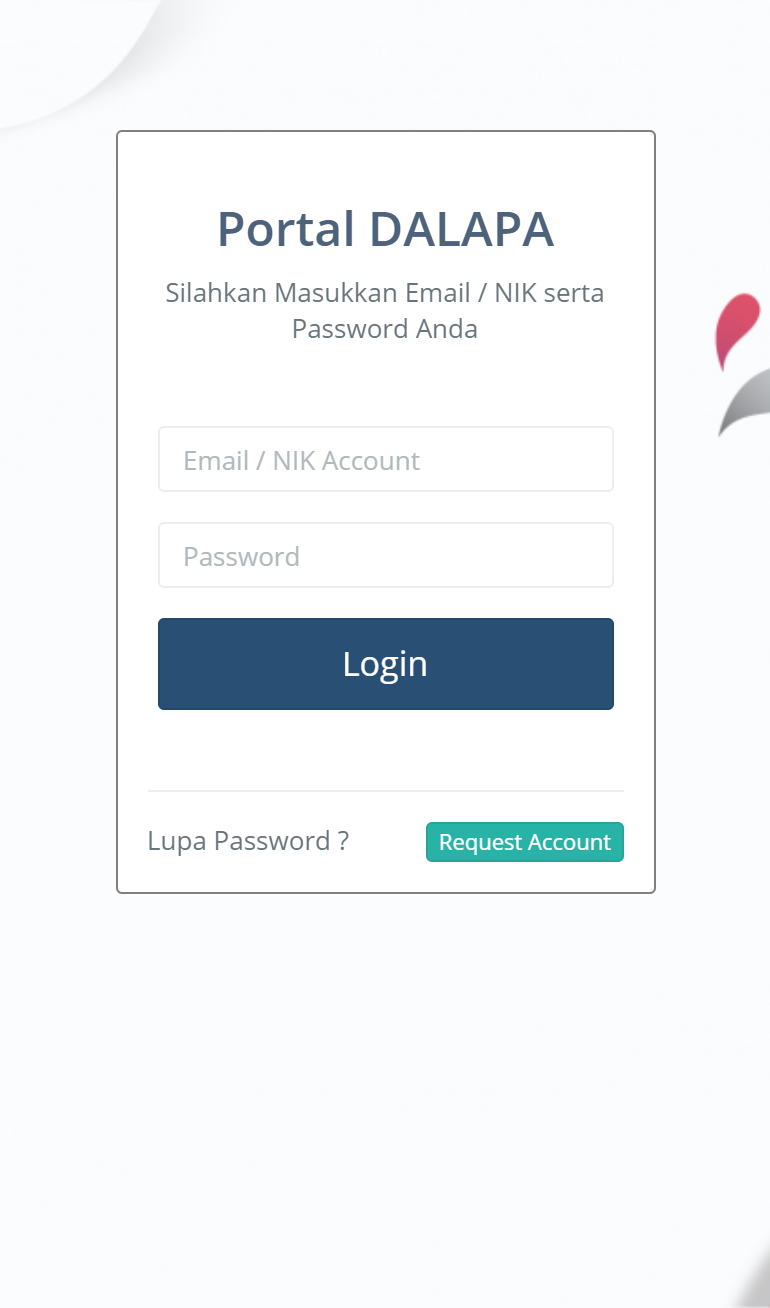 Portal DALAPA
Silahkan Masukkan Email / NIK serta
Password Anda
Email / NIK Account
Password
Login
Lupa Password ?
Request Account